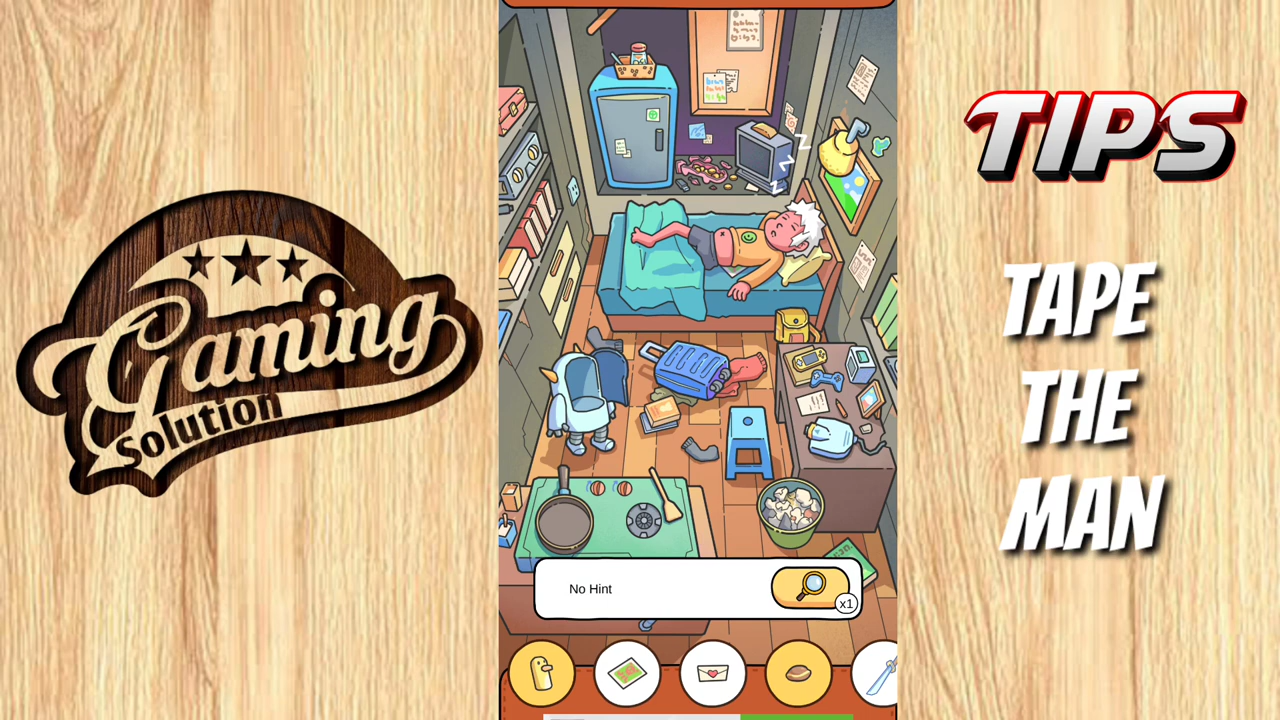 Gaming
Solution
TIPS
TAPE
THE
MAN
Z
Z
Z
Z
No Hint
x1